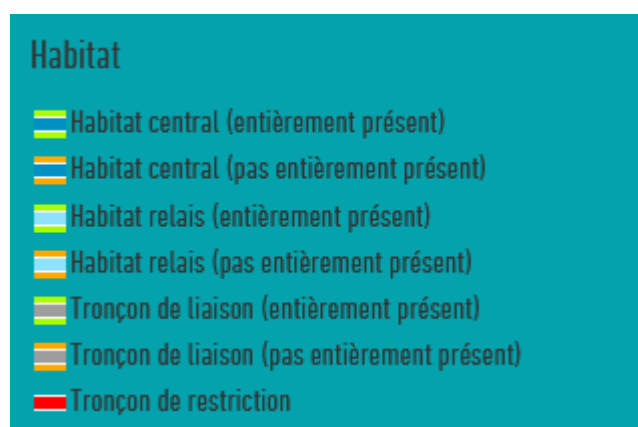 Habitat
Habitat central (entièrement présent)
Habitat central (pas entièrement présent)
Habitat relais (entièrement présent)
Habitat relais (pas entièrement présent)
Tronçon de liaison (entièrement présent)
Tronçon de liaison (pas entièrement présent)
Tronçon de restriction